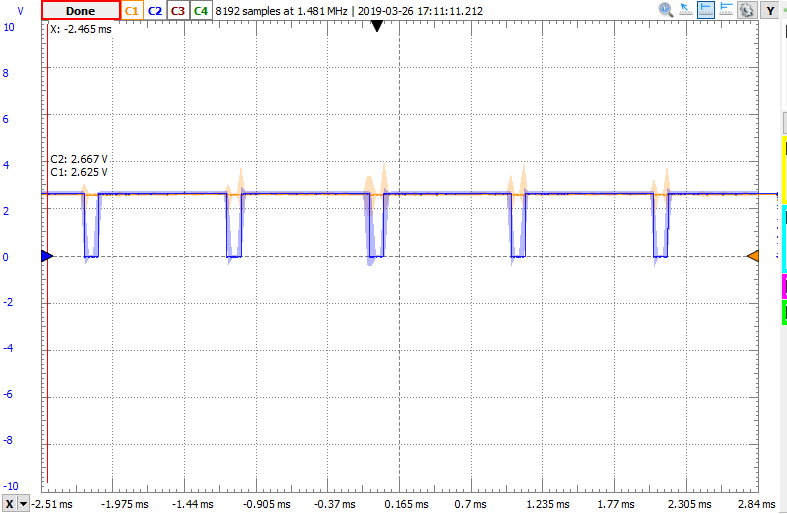 V Done C1 C2 C3 C4 8192 samples at 1.481 MHz | 2019-03-26 17:11:11.212 Y
X: -2.465 ms
10
8
6
4
C2: 2.667 V
C1: 2.625 V
2
0
-2
-4
-6
-8
-10
X -2.51 ms -1.975 ms -1.44 ms -0.905 ms -0.37 ms 0.165 ms 0.7 ms 1.235 ms 1.77 ms 2.305 ms 2.84 ms